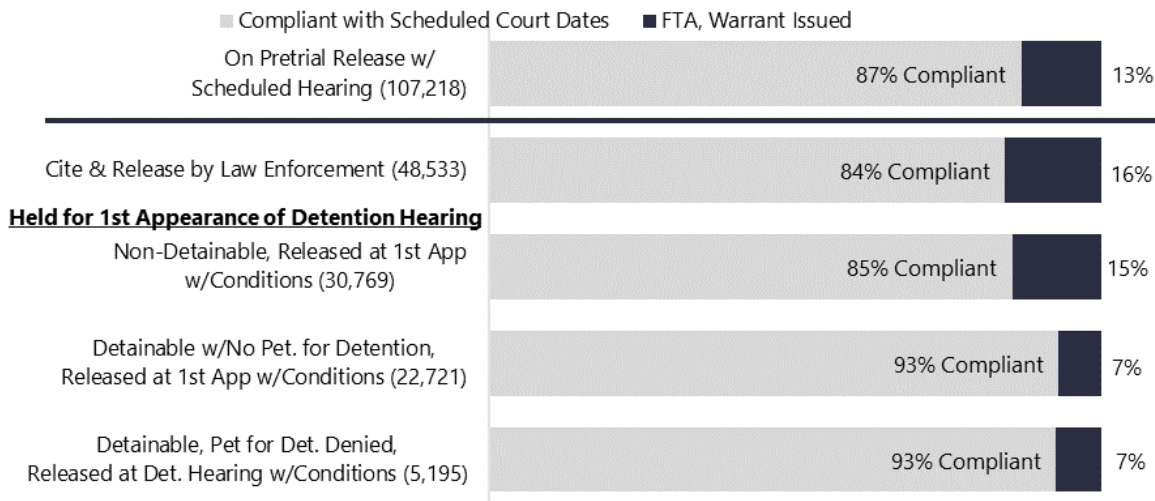 Compliant with Scheduled Court Dates FTA, Warrant Issued
On Pretrial Release w/
Scheduled Hearing (107,218)
87% Compliant 13%
Cite & Release by Law Enforcement (48,533)
84% Compliant 16%
Held for 1st Appearance of Detention Hearing
Non-Detainable, Released at 1st App
w/Conditions (30,769)
85% Compliant 15%
Detainable w/No Pet. for Detention,
Released at 1st App w/Conditions (22,721)
93% Compliant 7%
Detainable, Pet for Det. Denied,
Released at Det. Hearing w/Conditions (5,195)
93% Compliant 7%